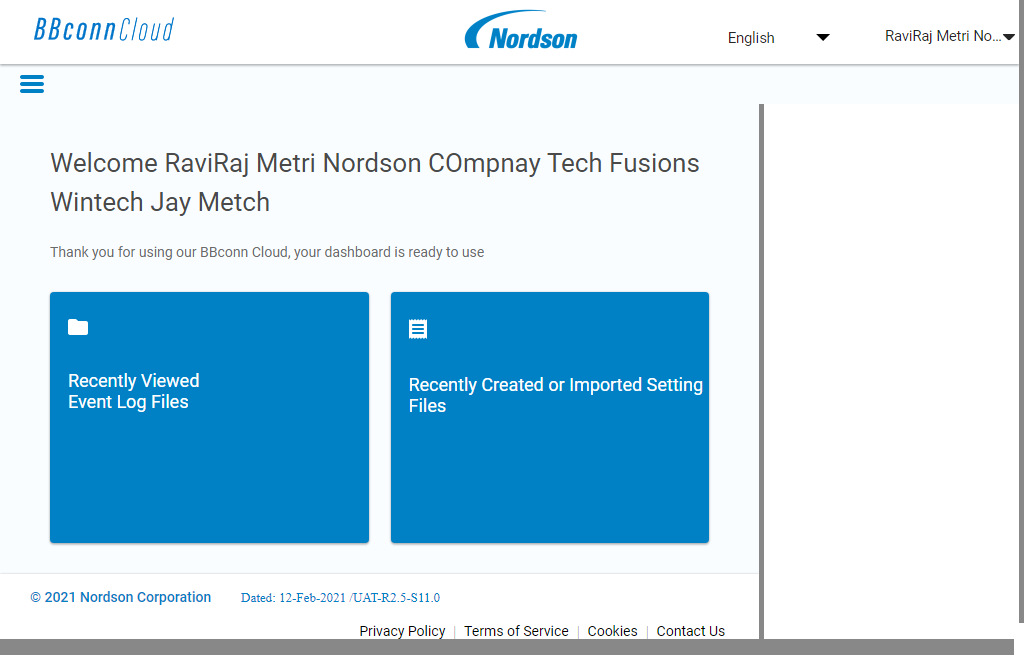 BBconnCloud
Nordson
English
RaviRaj Metri No...
Welcome RaviRaj Metri Nordson COmpnay Tech Fusions
Wintech Jay Metch
Thank you for using our BBconn Cloud, your dashboard is ready to use
Recently Viewed
Event Log Files
Recently Created or Imported Setting
Files
© 2021 Nordson Corporation
Dated: 12-Feb-2021 /UAT-R2.5-S11.0
Privacy Policy | Terms of Service | Cookies | Contact Us